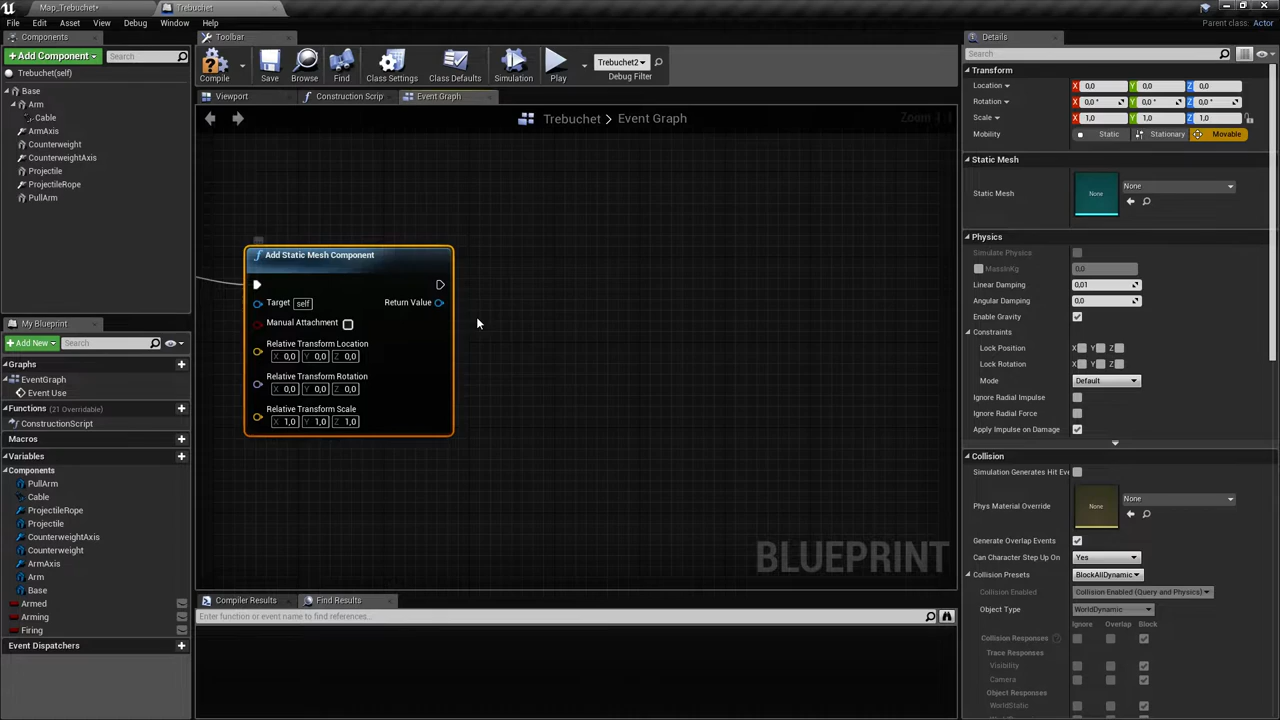 Map_Trebuchet*
Trebuchet
File Edit Asset View Debug Window Help
Parent class: Actor
Components
+ Add Component
Search
Trebuchet(self)
Base
Arm
Cable
ArmAxis
Counterweight
CounterweightAxis
Projectile
ProjectileRope
PullArm
My Blueprint
+ Add New
Search
Graphs
EventGraph
Event Use
Functions (21 Overridable)
ConstructionScript
Macros
Variables
Components
PullArm
Cable
ProjectileRope
Projectile
CounterweightAxis
Counterweight
ArmAxis
Arm
Base
Armed
Arming
Firing
Event Dispatchers
Toolbar
Compile Save Browse Find Class Settings Class Defaults Simulation Play
Trebuchet2
Debug Filter
Viewport Construction Scrip Event Graph
Trebuchet > Event Graph
Zoom
Add Static Mesh Component
Target self
Return Value
Manual Attachment
Relative Transform Location
X 0,0 Y 0,0 Z 0,0
Relative Transform Rotation
X 0,0 Y 0,0 Z 0,0
Relative Transform Scale
X 1,0 Y 1,0 Z 1,0
BLUEPRINT
Compiler Results Find Results
Enter function or event name to find references...
Details
Search
Transform
Location X 0,0 Y 0,0 Z 0,0
Rotation X 0,0 ° Y 0,0 ° Z 0,0 °
Scale X 1,0 Y 1,0 Z 1,0
Mobility Static Stationary Movable
Static Mesh
Static Mesh None None
Physics
Simulate Physics
MassInKg 0,0
Linear Damping 0,01
Angular Damping 0,0
Enable Gravity
Constraints
Lock Position X Y Z
Lock Rotation X Y Z
Mode Default
Ignore Radial Impulse
Ignore Radial Force
Apply Impulse on Damage
Collision
Simulation Generates Hit Eve
Phys Material Override None None
Generate Overlap Events
Can Character Step Up On Yes
Collision Presets BlockAllDynamic
Collision Enabled Collision Enabled (Query and Physics)
Object Type WorldDynamic
Ignore Overlap Block
Collision Responses
Trace Responses
Visibility
Camera
Object Responses
WorldStatic